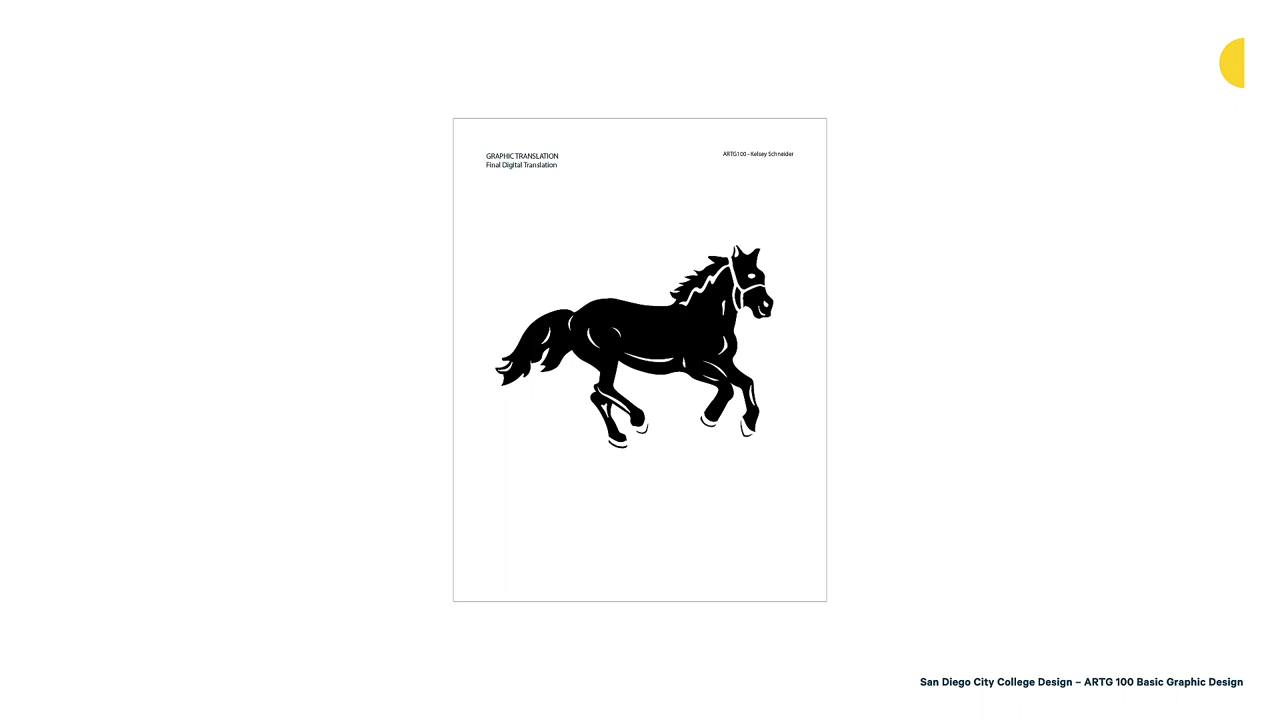 GRAPHIC TRANSLATION
Final Digital Translation
ARTG100 - Kelsey Schneider
San Diego City College Design – ARTG 100 Basic Graphic Design